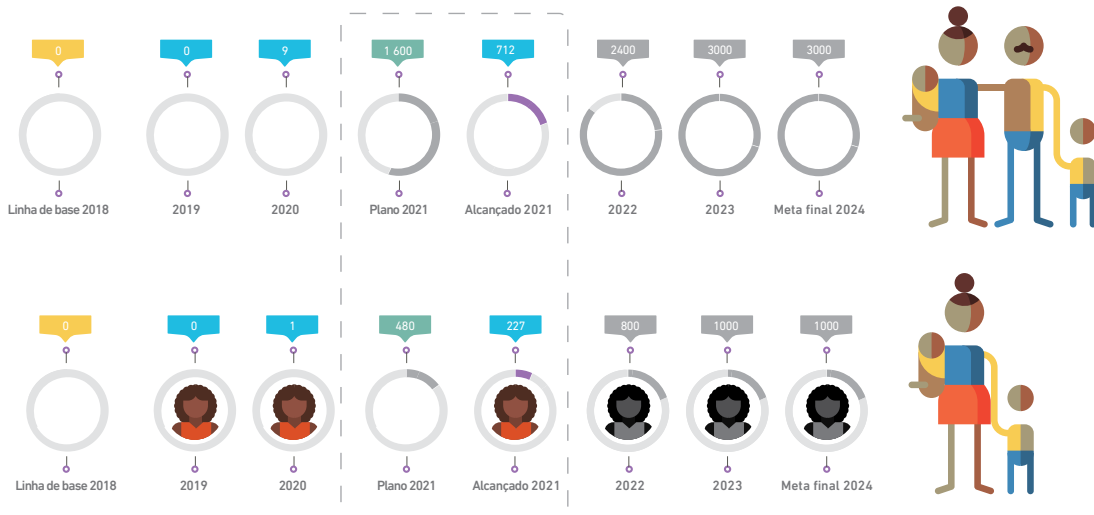 0 0 9 1 600 712 2400 3000 3000
Linha de base 2018 2019 2020 Plano 2021 Alcançado 2021 2022 2023 Meta final 2024
0 0 1 480 227 800 1000 1000
Linha de base 2018 2019 2020 Plano 2021 Alcançado 2021 2022 2023 Meta final 2024